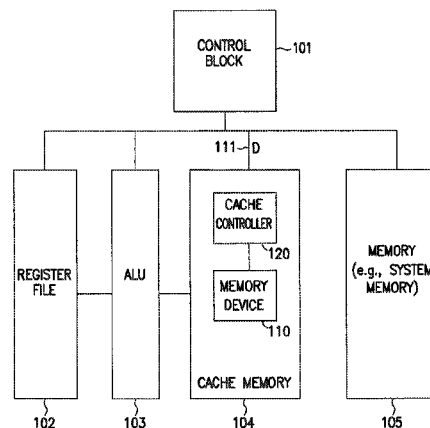 CONTROL
BLOCK
101
111
D
REGISTER
FILE
ALU
CACHE
CONTROLLER
120
MEMORY
DEVICE
110
CACHE MEMORY
MEMORY
(e.g., SYSTEM
MEMORY)
102
103
104
105